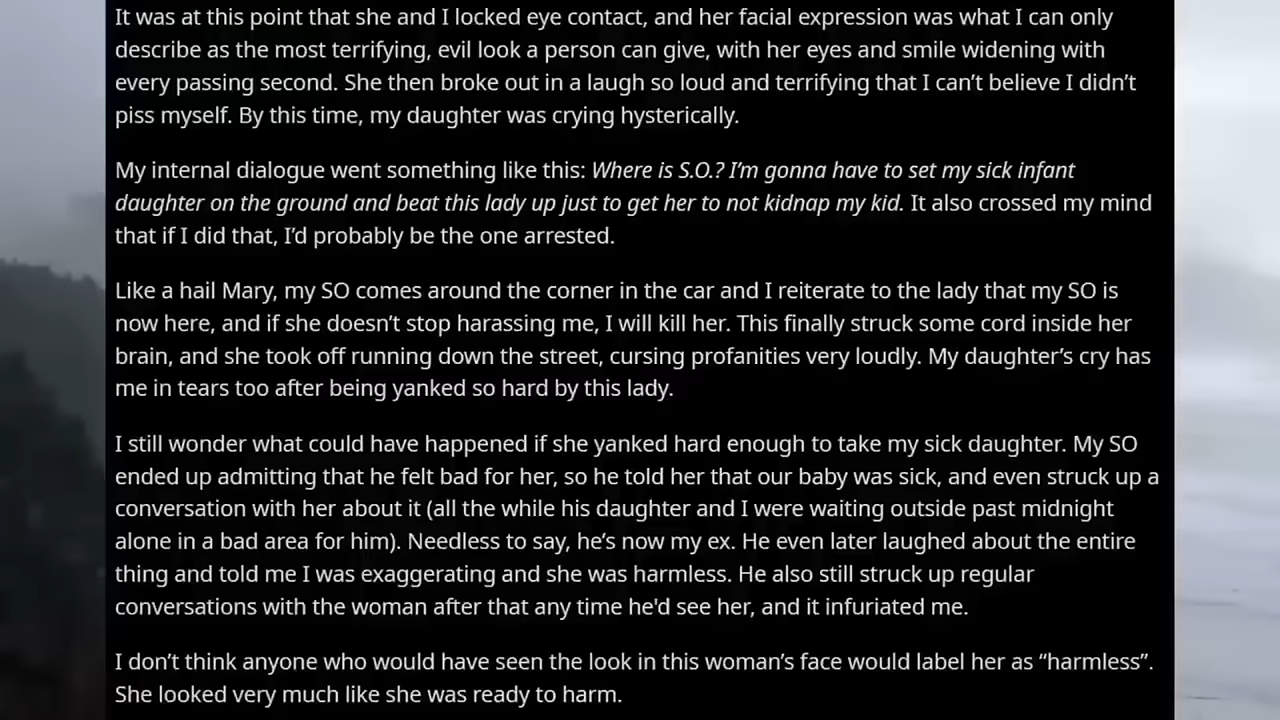 It was at this point that she and I locked eye contact, and her facial expression was what I can only
describe as the most terrifying, evil look a person can give, with her eyes and smile widening with
every passing second. She then broke out in a laugh so loud and terrifying that I can’t believe I didn’t
piss myself. By this time, my daughter was crying hysterically.
My internal dialogue went something like this: Where is S.O.? I’m gonna have to set my sick infant
daughter on the ground and beat this lady up just to get her to not kidnap my kid. It also crossed my mind
that if I did that, I’d probably be the one arrested.
Like a hail Mary, my SO comes around the corner in the car and I reiterate to the lady that my SO is
now here, and if she doesn’t stop harassing me, I will kill her. This finally struck some cord inside her
brain, and she took off running down the street, cursing profanities very loudly. My daughter’s cry has
me in tears too after being yanked so hard by this lady.
I still wonder what could have happened if she yanked hard enough to take my sick daughter. My SO
ended up admitting that he felt bad for her, so he told her that our baby was sick, and even struck up a
conversation with her about it (all the while his daughter and I were waiting outside past midnight
alone in a bad area for him). Needless to say, he’s now my ex. He even later laughed about the entire
thing and told me I was exaggerating and she was harmless. He also still struck up regular
conversations with the woman after that any time he'd see her, and it infuriated me.
I don’t think anyone who would have seen the look in this woman’s face would label her as “harmless”.
She looked very much like she was ready to harm.